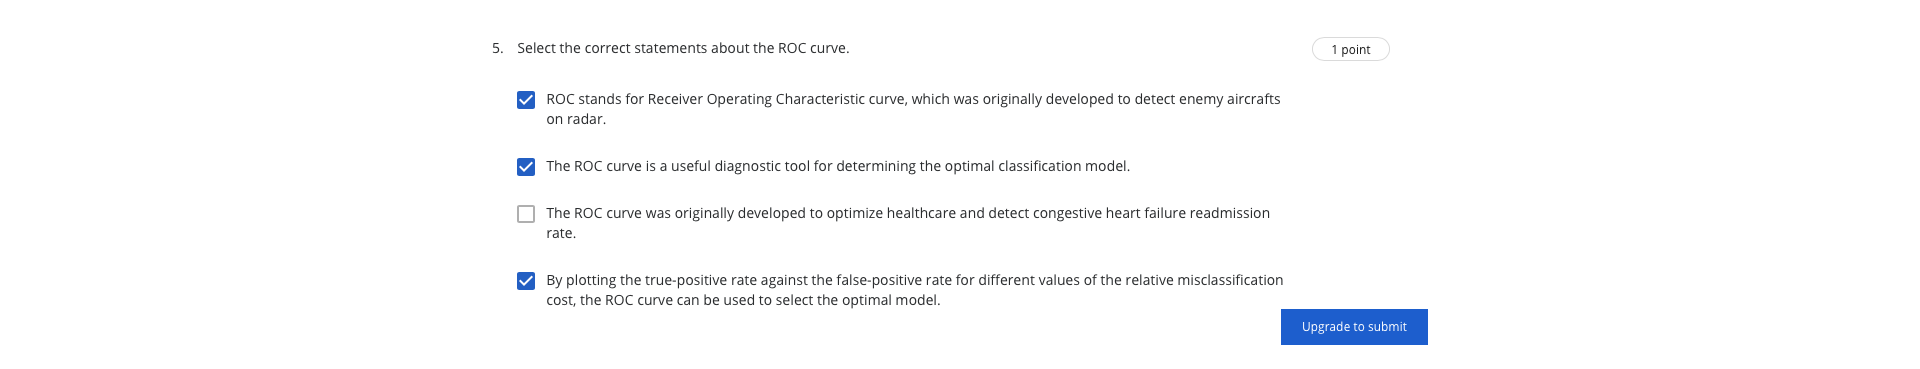 5. Select the correct statements about the ROC curve.
1 point
ROC stands for Receiver Operating Characteristic curve, which was originally developed to detect enemy aircrafts
on radar.
The ROC curve is a useful diagnostic tool for determining the optimal classification model.
The ROC curve was originally developed to optimize healthcare and detect congestive heart failure readmission
rate.
By plotting the true-positive rate against the false-positive rate for different values of the relative misclassification
cost, the ROC curve can be used to select the optimal model.
Upgrade to submit